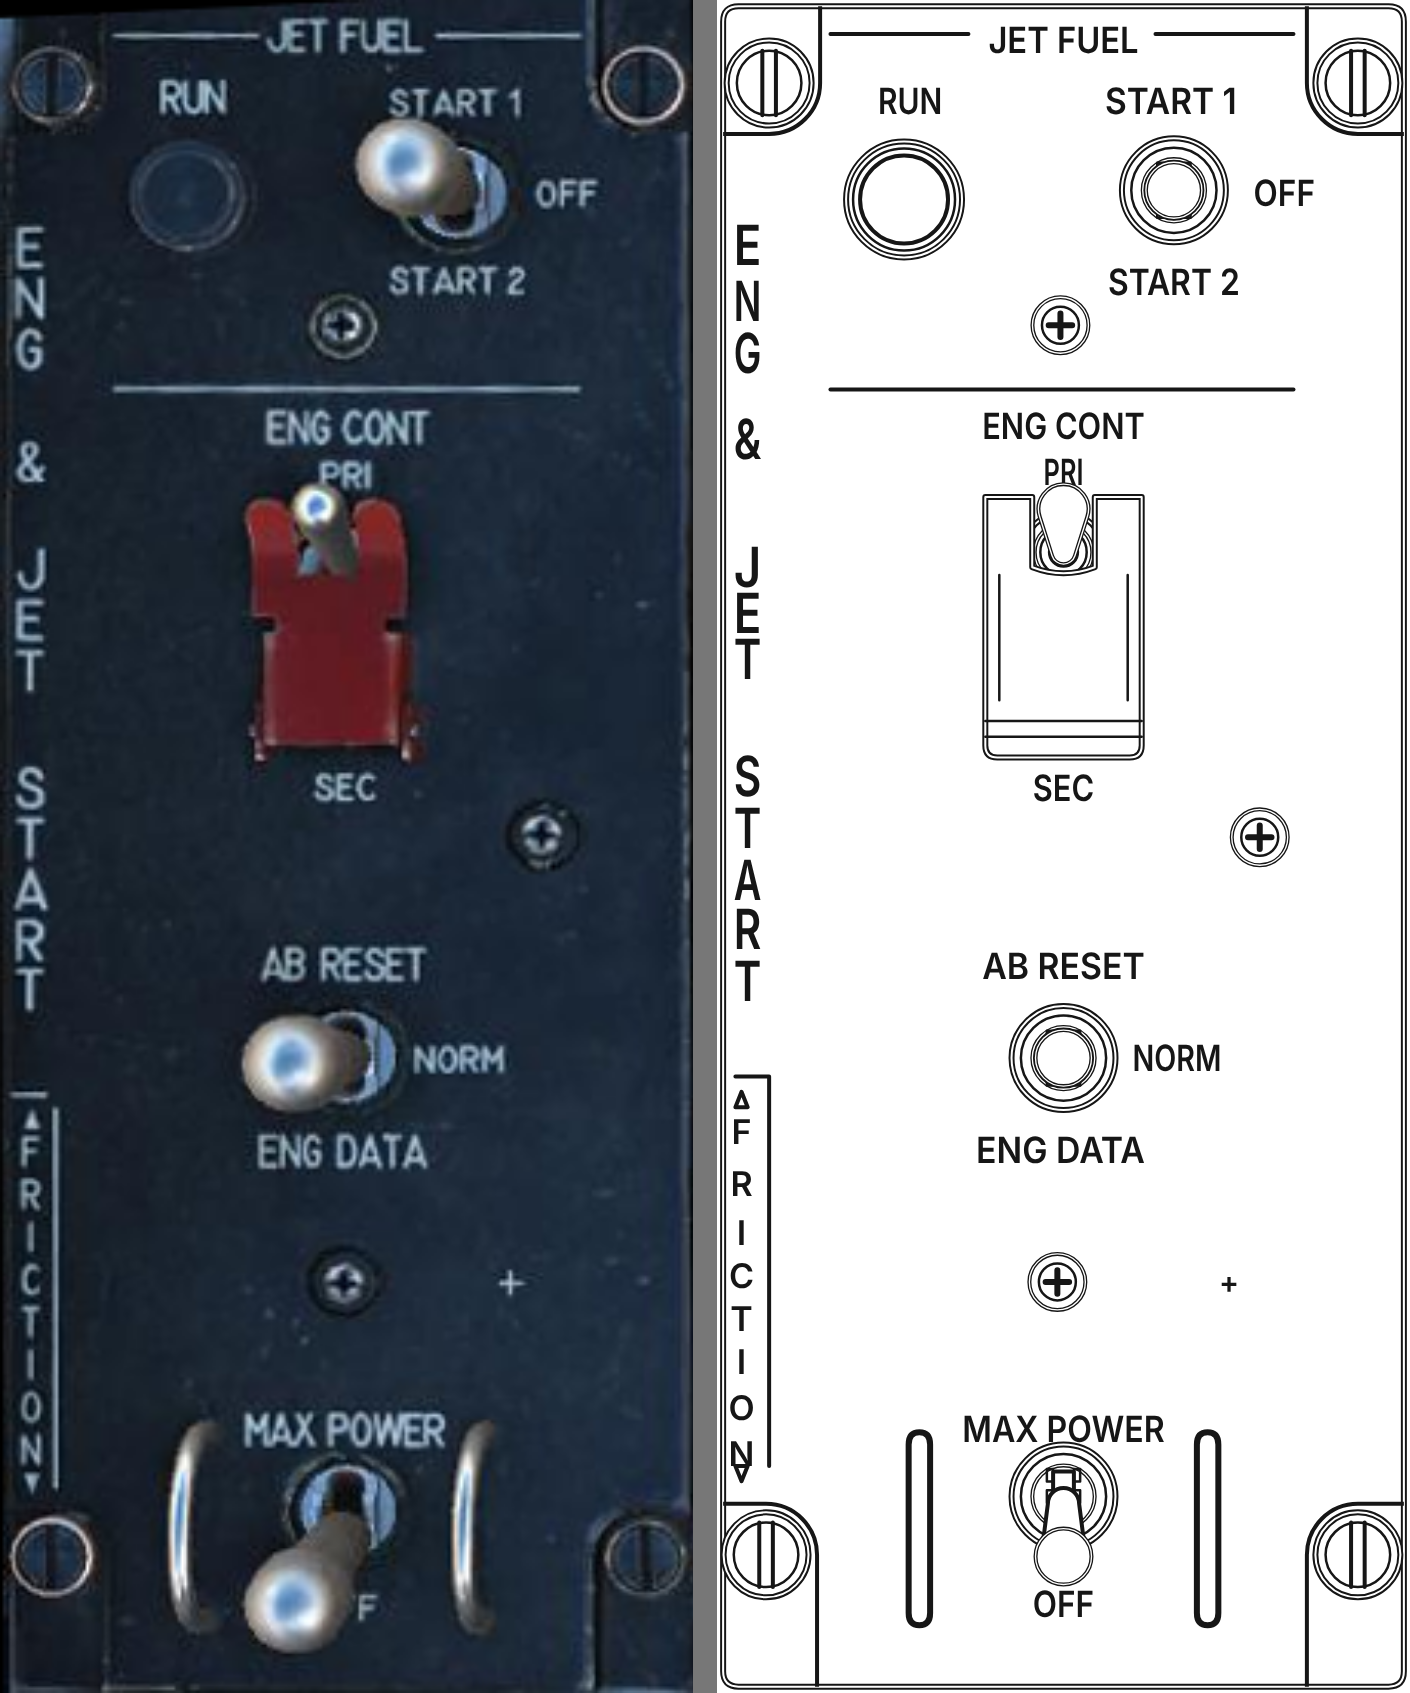 JET FUEL
RUN
START 1
OFF
START 2
ENG & JET START
ENG CONT
PRI
SEC
AB RESET
NORM
ENG DATA
+
FRICTION
MAX POWER
F
JET FUEL
RUN
START 1
OFF
START 2
ENG & JET START
ENG CONT
PRI
SEC
AB RESET
NORM
ENG DATA
+
FRICTION
MAX POWER
OFF